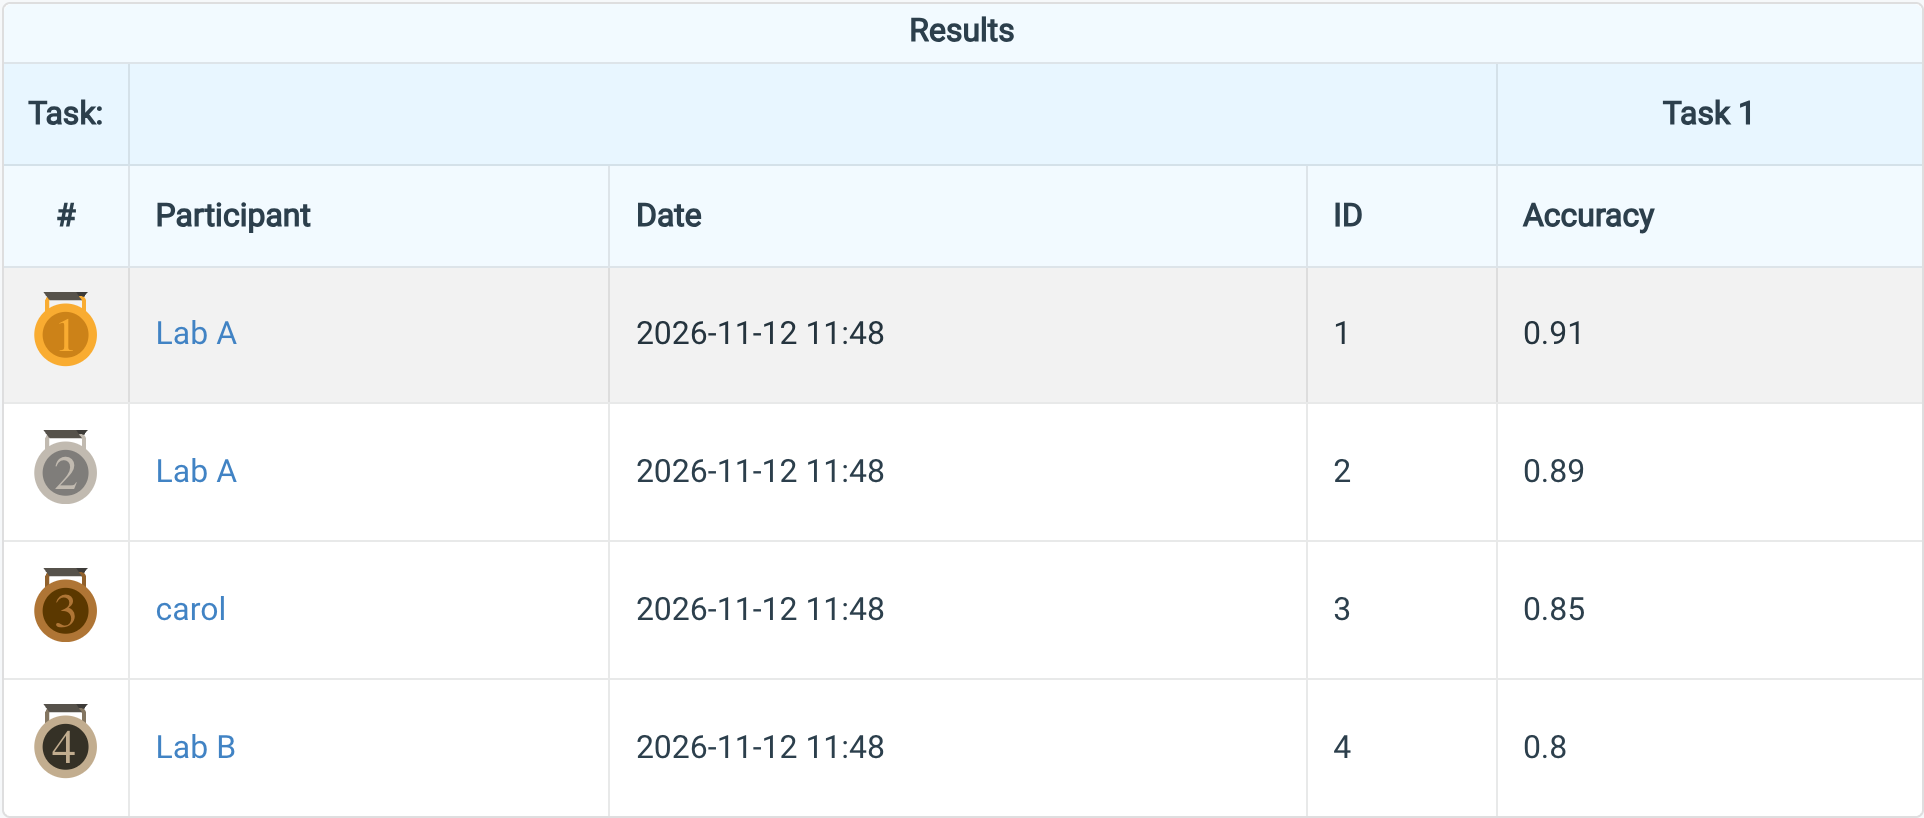 Results
Task: Task 1
# Participant Date ID Accuracy
1 Lab A 2026-11-12 11:48 1 0.91
2 Lab A 2026-11-12 11:48 2 0.89
3 carol 2026-11-12 11:48 3 0.85
4 Lab B 2026-11-12 11:48 4 0.8